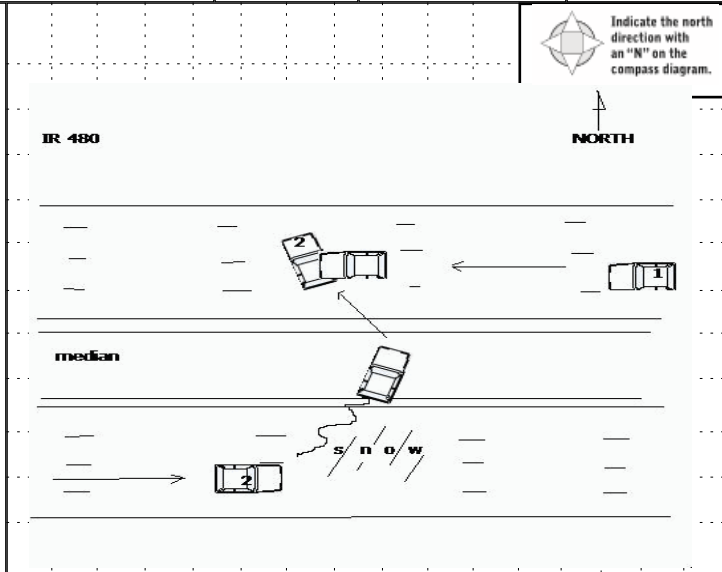 Indicate the north
direction with
an "N" on the
compass diagram.
IR 480
NORTH
2
1
median
s n o w
2